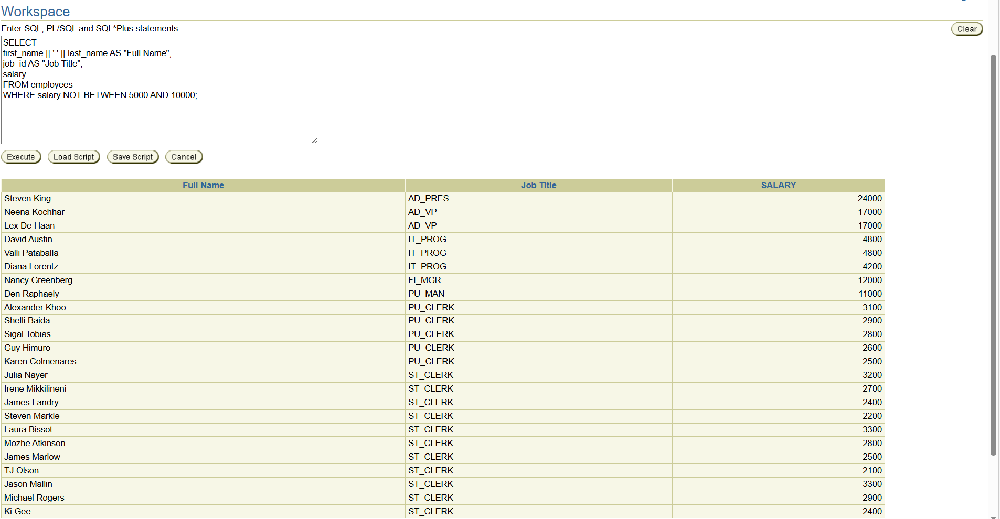 Workspace
Enter SQL, PL/SQL and SQL*Plus statements.
Clear
SELECT
first_name || ' ' || last_name AS "Full Name",
job_id AS "Job Title",
salary
FROM employees
WHERE salary NOT BETWEEN 5000 AND 10000;
Execute Load Script Save Script Cancel
Full Name Job Title SALARY
Steven King AD_PRES 24000
Neena Kochhar AD_VP 17000
Lex De Haan AD_VP 17000
David Austin IT_PROG 4800
Valli Pataballa IT_PROG 4800
Diana Lorentz IT_PROG 4200
Nancy Greenberg FI_MGR 12000
Den Raphaely PU_MAN 11000
Alexander Khoo PU_CLERK 3100
Shelli Baida PU_CLERK 2900
Sigal Tobias PU_CLERK 2800
Guy Himuro PU_CLERK 2600
Karen Colmenares PU_CLERK 2500
Julia Nayer ST_CLERK 3200
Irene Mikkilineni ST_CLERK 2700
James Landry ST_CLERK 2400
Steven Markle ST_CLERK 2200
Laura Bissot ST_CLERK 3300
Mozhe Atkinson ST_CLERK 2800
James Marlow ST_CLERK 2500
TJ Olson ST_CLERK 2100
Jason Mallin ST_CLERK 3300
Michael Rogers ST_CLERK 2900
Ki Gee ST_CLERK 2400